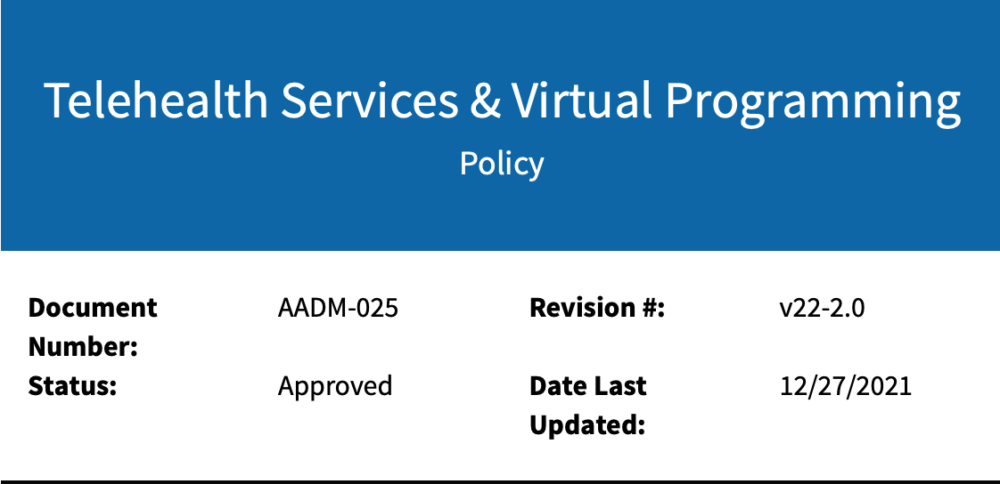 Telehealth Services & Virtual Programming
Policy
Document Number: AADM-025 Revision #: v22-2.0
Status: Approved Date Last Updated: 12/27/2021